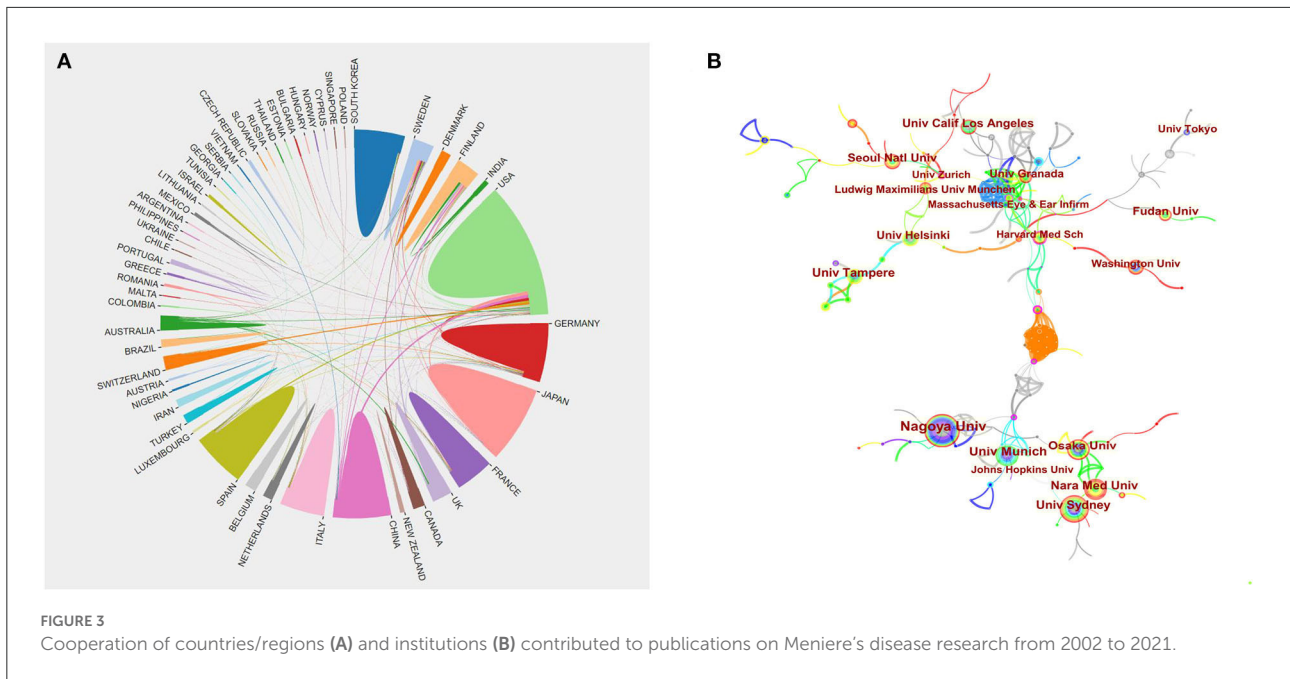 A
SOUTH KOREA
SWEDEN
DENMARK
FINLAND
INDIA
USA
GERMANY
JAPAN
FRANCE
UK
CANADA
NEW ZEALAND
CHINA
ITALY
NETHERLANDS
BELGIUM
SPAIN
LUXEMBOURG
TURKEY
IRAN
NIGERIA
AUSTRIA
SWITZERLAND
BRAZIL
AUSTRALIA
COLOMBIA
MALTA
ROMANIA
GREECE
PORTUGAL
CHILE
UKRAINE
PHILIPPINES
ARGENTINA
MEXICO
LITHUANIA
ISRAEL
TUNISIA
GEORGIA
SERBIA
VIETNAM
CZECH REPUBLIC
SLOVAKIA
RUSSIA
THAILAND
ESTONIA
BULGARIA
HUNGARY
NORWAY
CYPRUS
SINGAPORE
POLAND
B
Univ Calif Los Angeles
Univ Tokyo
Seoul Natl Univ
Univ Zurich
Univ Granada
Ludwig Maximilians Univ Munchen
Massachusetts Eye & Ear Infirm
Fudan Univ
Univ Helsinki
Harvard Med Sch
Washington Univ
Univ Tampere
Nagoya Univ
Osaka Univ
Univ Munich
Johns Hopkins Univ
Nara Med Univ
Univ Sydney
FIGURE 3
Cooperation of countries/regions (A) and institutions (B) contributed to publications on Meniere's disease research from 2002 to 2021.